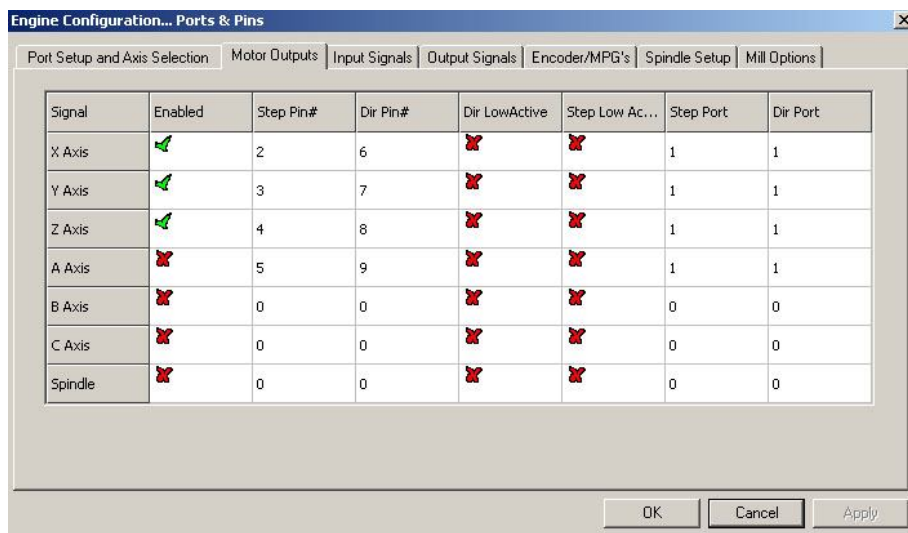 Engine Configuration... Ports & Pins
Port Setup and Axis Selection Motor Outputs Input Signals Output Signals Encoder/MPG's Spindle Setup Mill Options
Signal Enabled Step Pin# Dir Pin# Dir LowActive Step Low Ac... Step Port Dir Port
X Axis 2 6 1 1
Y Axis 3 7 1 1
Z Axis 4 8 1 1
A Axis 5 9 1 1
B Axis 0 0 0 0
C Axis 0 0 0 0
Spindle 0 0 0 0
OK Cancel Apply